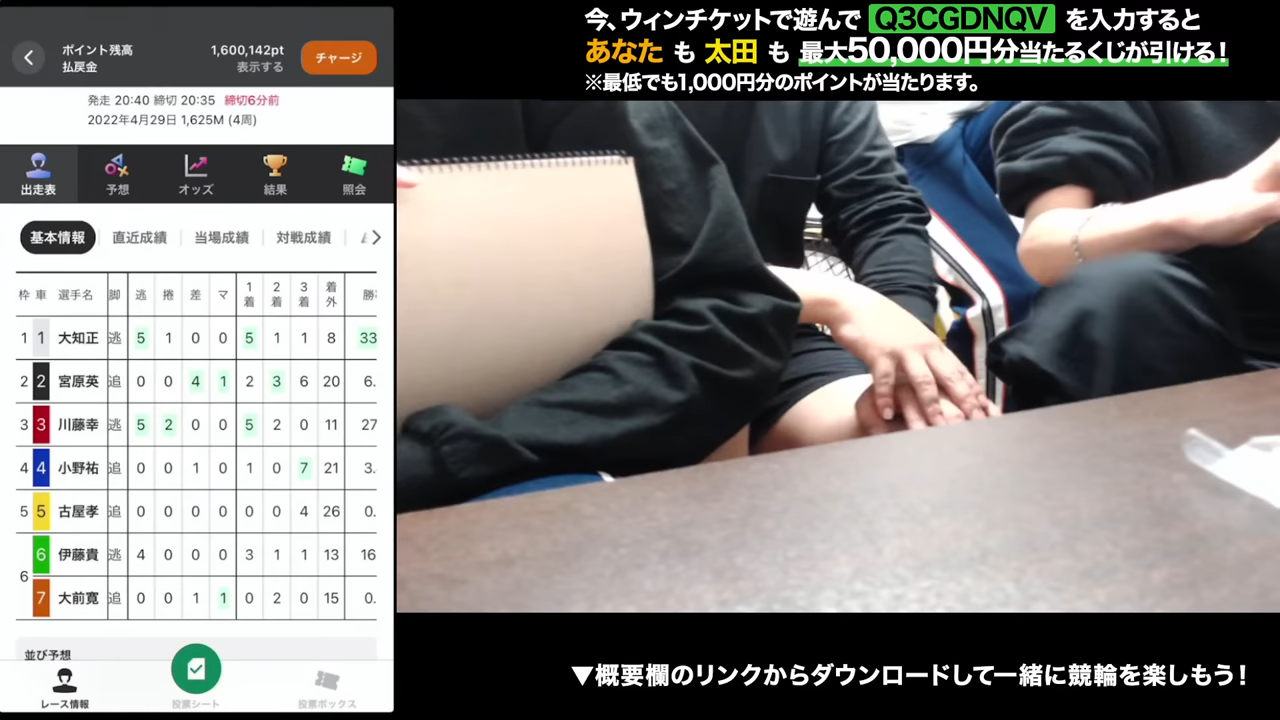 今、ウィンチケットで遊んで Q3CGDNQV を入力すると
あなた も 太田 も 最大50,000円分当たるくじが引ける!
※最低でも1,000円分のポイントが当たります。
ポイント残高 1,600,142pt チャージ
払戻金 表示する
発走 20:40 締切 20:35 締切6分前
2022年4月29日 1,625M (4周)
出走表 予想 オッズ 結果 照会
基本情報 直近成績 当場成績 対戦成績
枠 車 選手名 脚 逃 捲 差 マ 1着 2着 3着 着外 勝
1 1 大知正 逃 5 1 0 0 5 1 1 8 33
2 2 宮原英 追 0 0 4 1 2 3 6 20 6.
3 3 川藤幸 逃 5 2 0 0 5 2 0 11 27
4 4 小野祐 追 0 0 1 0 1 0 7 21 3.
5 5 古屋孝 追 0 0 0 0 0 0 4 26 0.
6 6 伊藤貴 逃 4 0 0 0 3 1 1 13 16
7 大前寛 追 0 0 1 1 0 2 0 15 0.
並び予想
レース情報 投票シート 投票ボックス
▼概要欄のリンクからダウンロードして一緒に競輪を楽しもう!